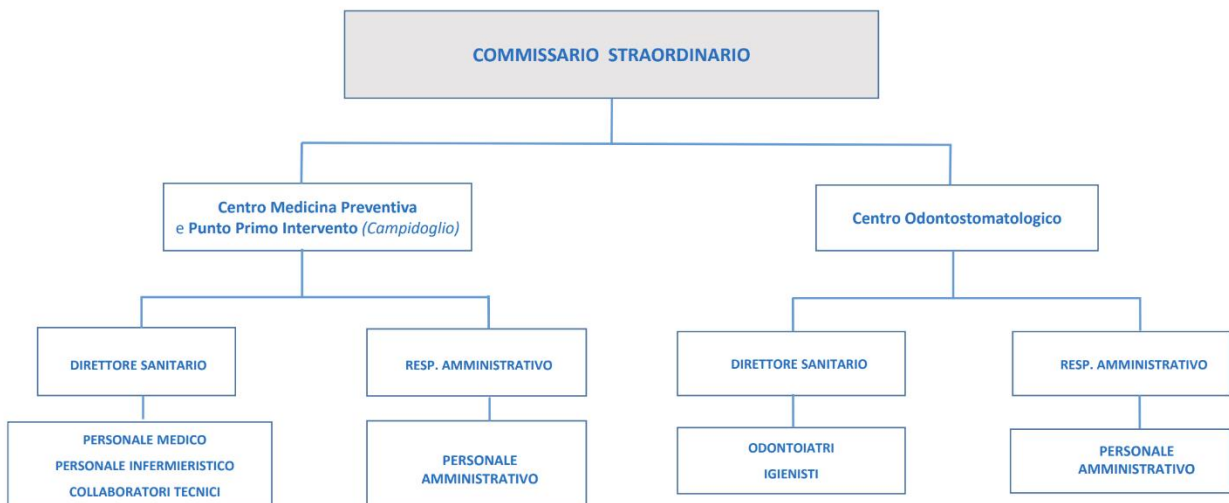 COMMISSARIO STRAORDINARIO
Centro Medicina Preventiva
e Punto Primo Intervento (Campidoglio)
Centro Odontostomatologico
DIRETTORE SANITARIO
RESP. AMMINISTRATIVO
DIRETTORE SANITARIO
RESP. AMMINISTRATIVO
PERSONALE MEDICO
PERSONALE INFERMIERISTICO
COLLABORATORI TECNICI
PERSONALE
AMMINISTRATIVO
ODONTOIATRI
IGIENISTI
PERSONALE
AMMINISTRATIVO